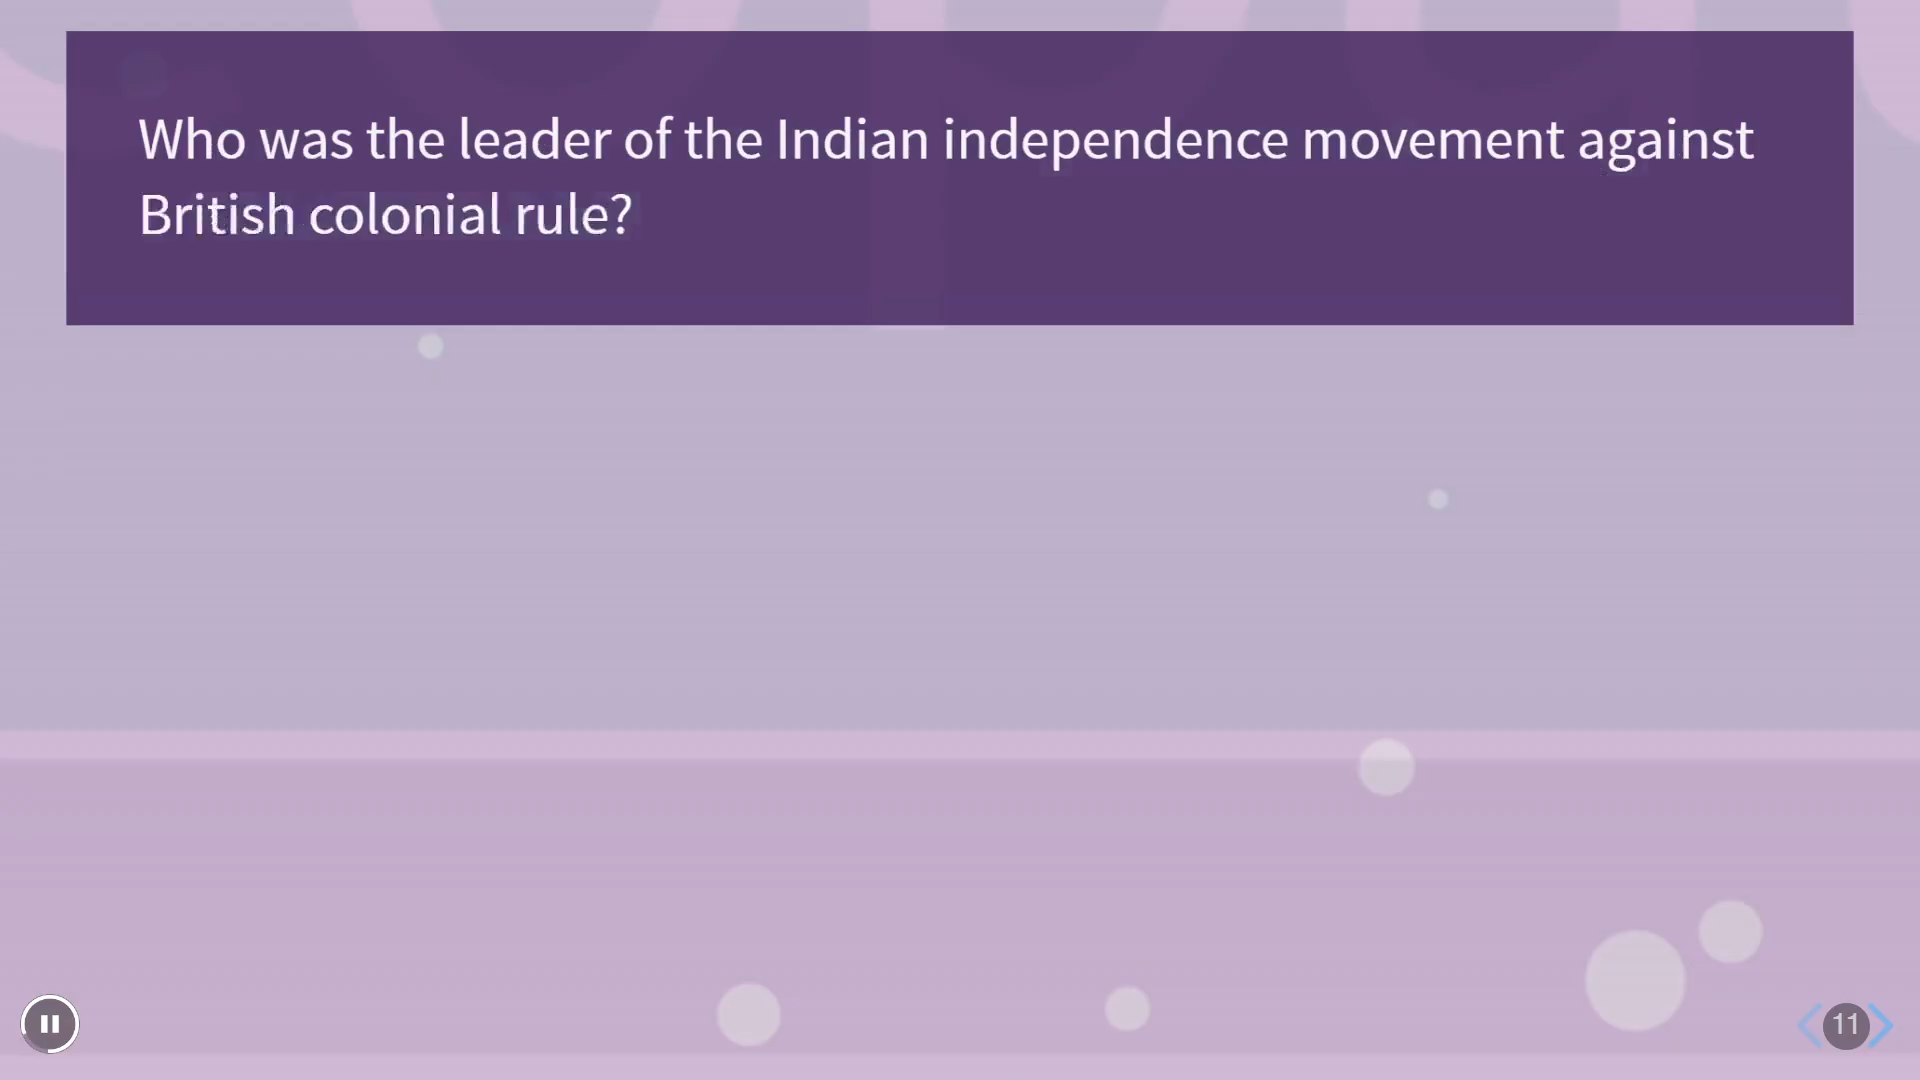 Who was the leader of the Indian independence movement against
British colonial rule?
11